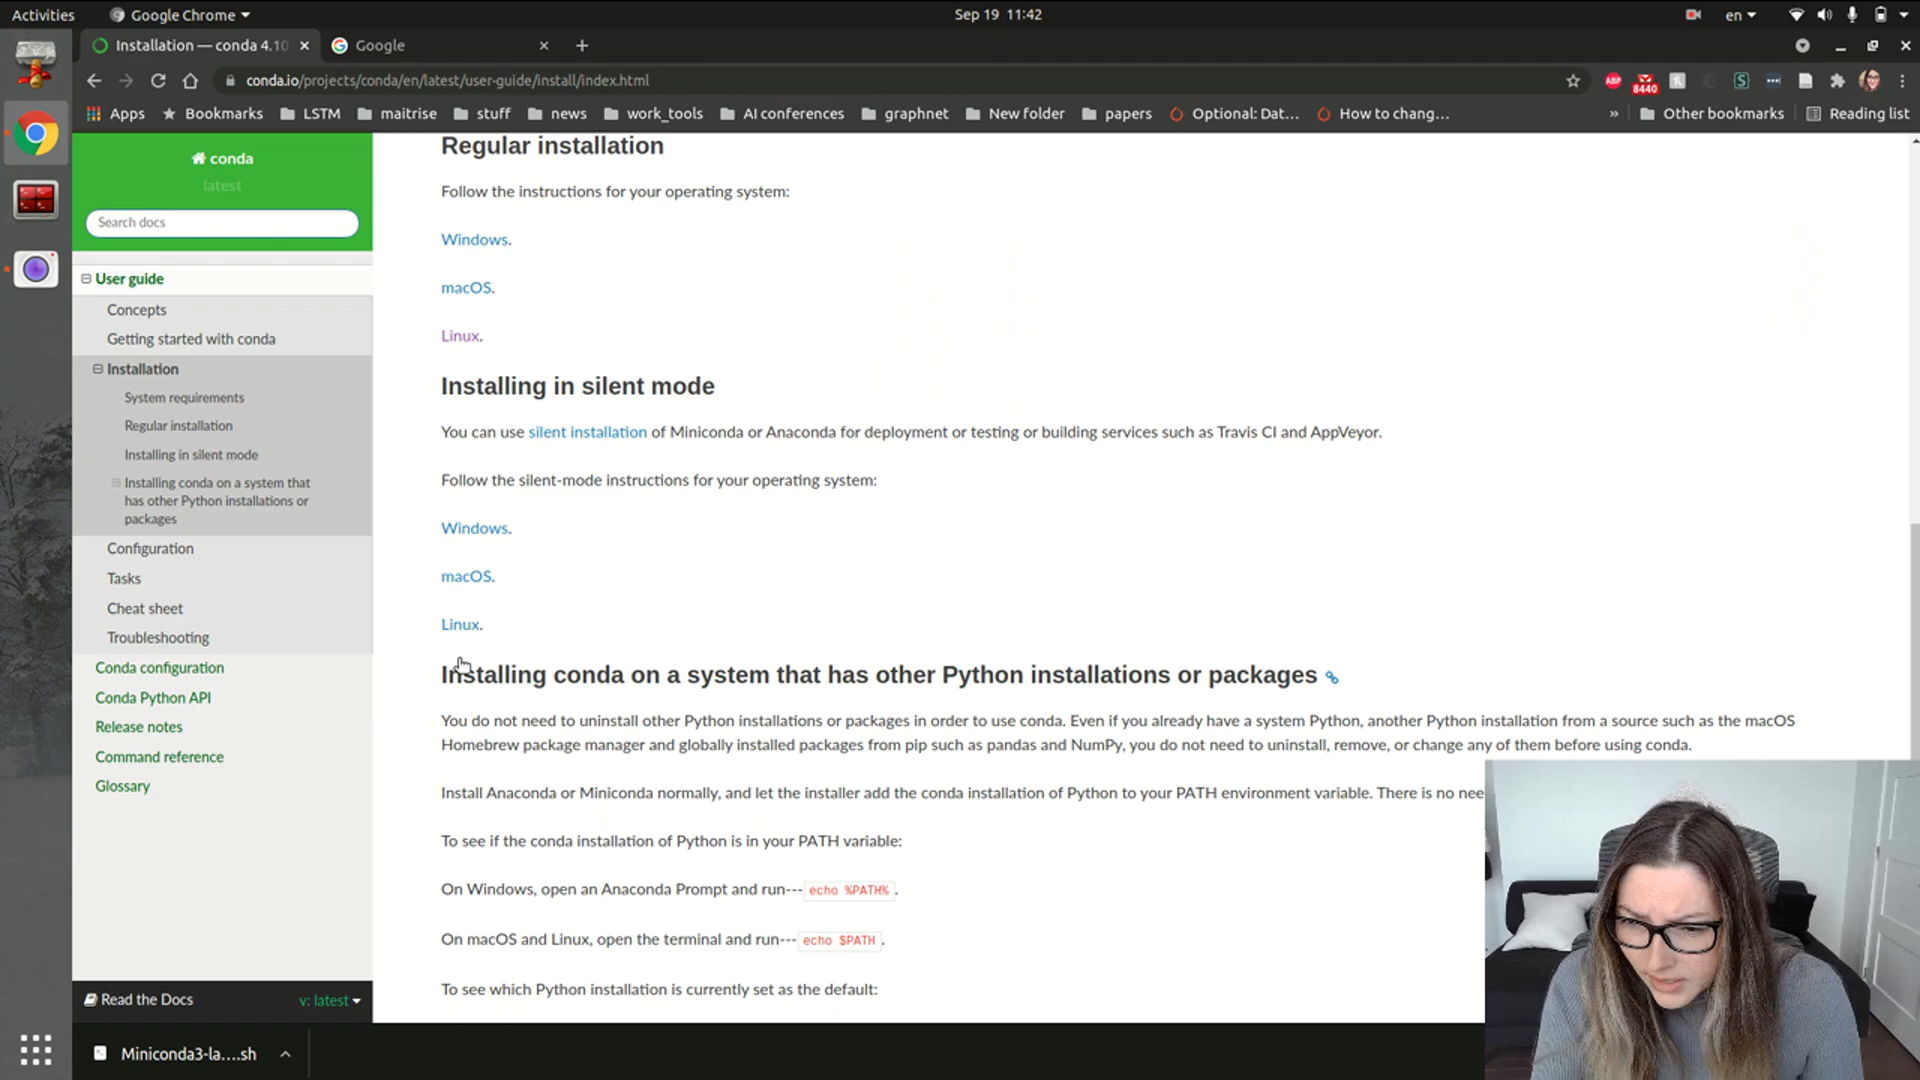 Activities
Google Chrome
Sep 19 11:42
en
Installation — conda 4.10
Google
conda.io/projects/conda/en/latest/user-guide/install/index.html
ABP
8440
Apps
Bookmarks
LSTM
maitrise
stuff
news
work_tools
AI conferences
graphnet
New folder
papers
Optional: Dat...
How to chang...
»
Other bookmarks
Reading list
conda
latest
Search docs
User guide
Concepts
Getting started with conda
Installation
System requirements
Regular installation
Installing in silent mode
Installing conda on a system that
has other Python installations or
packages
Configuration
Tasks
Cheat sheet
Troubleshooting
Conda configuration
Conda Python API
Release notes
Command reference
Glossary
Read the Docs
v: latest
Regular installation
Follow the instructions for your operating system:
Windows.
macOS.
Linux.
Installing in silent mode
You can use silent installation of Miniconda or Anaconda for deployment or testing or building services such as Travis CI and AppVeyor.
Follow the silent-mode instructions for your operating system:
Windows.
macOS.
Linux.
Installing conda on a system that has other Python installations or packages
You do not need to uninstall other Python installations or packages in order to use conda. Even if you already have a system Python, another Python installation from a source such as the macOS
Homebrew package manager and globally installed packages from pip such as pandas and NumPy, you do not need to uninstall, remove, or change any of them before using conda.
Install Anaconda or Miniconda normally, and let the installer add the conda installation of Python to your PATH environment variable. There is no nee
To see if the conda installation of Python is in your PATH variable:
On Windows, open an Anaconda Prompt and run---echo %PATH%.
On macOS and Linux, open the terminal and run---echo $PATH.
To see which Python installation is currently set as the default:
Miniconda3-la....sh